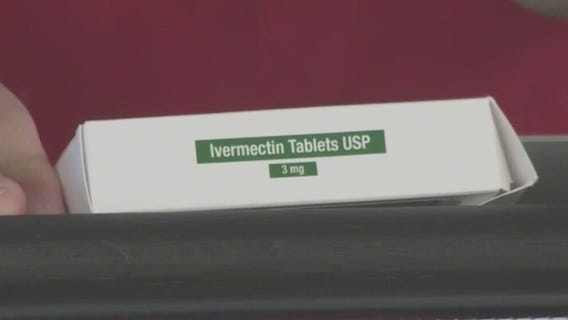 Ivermectin Tablets USP
3 mg